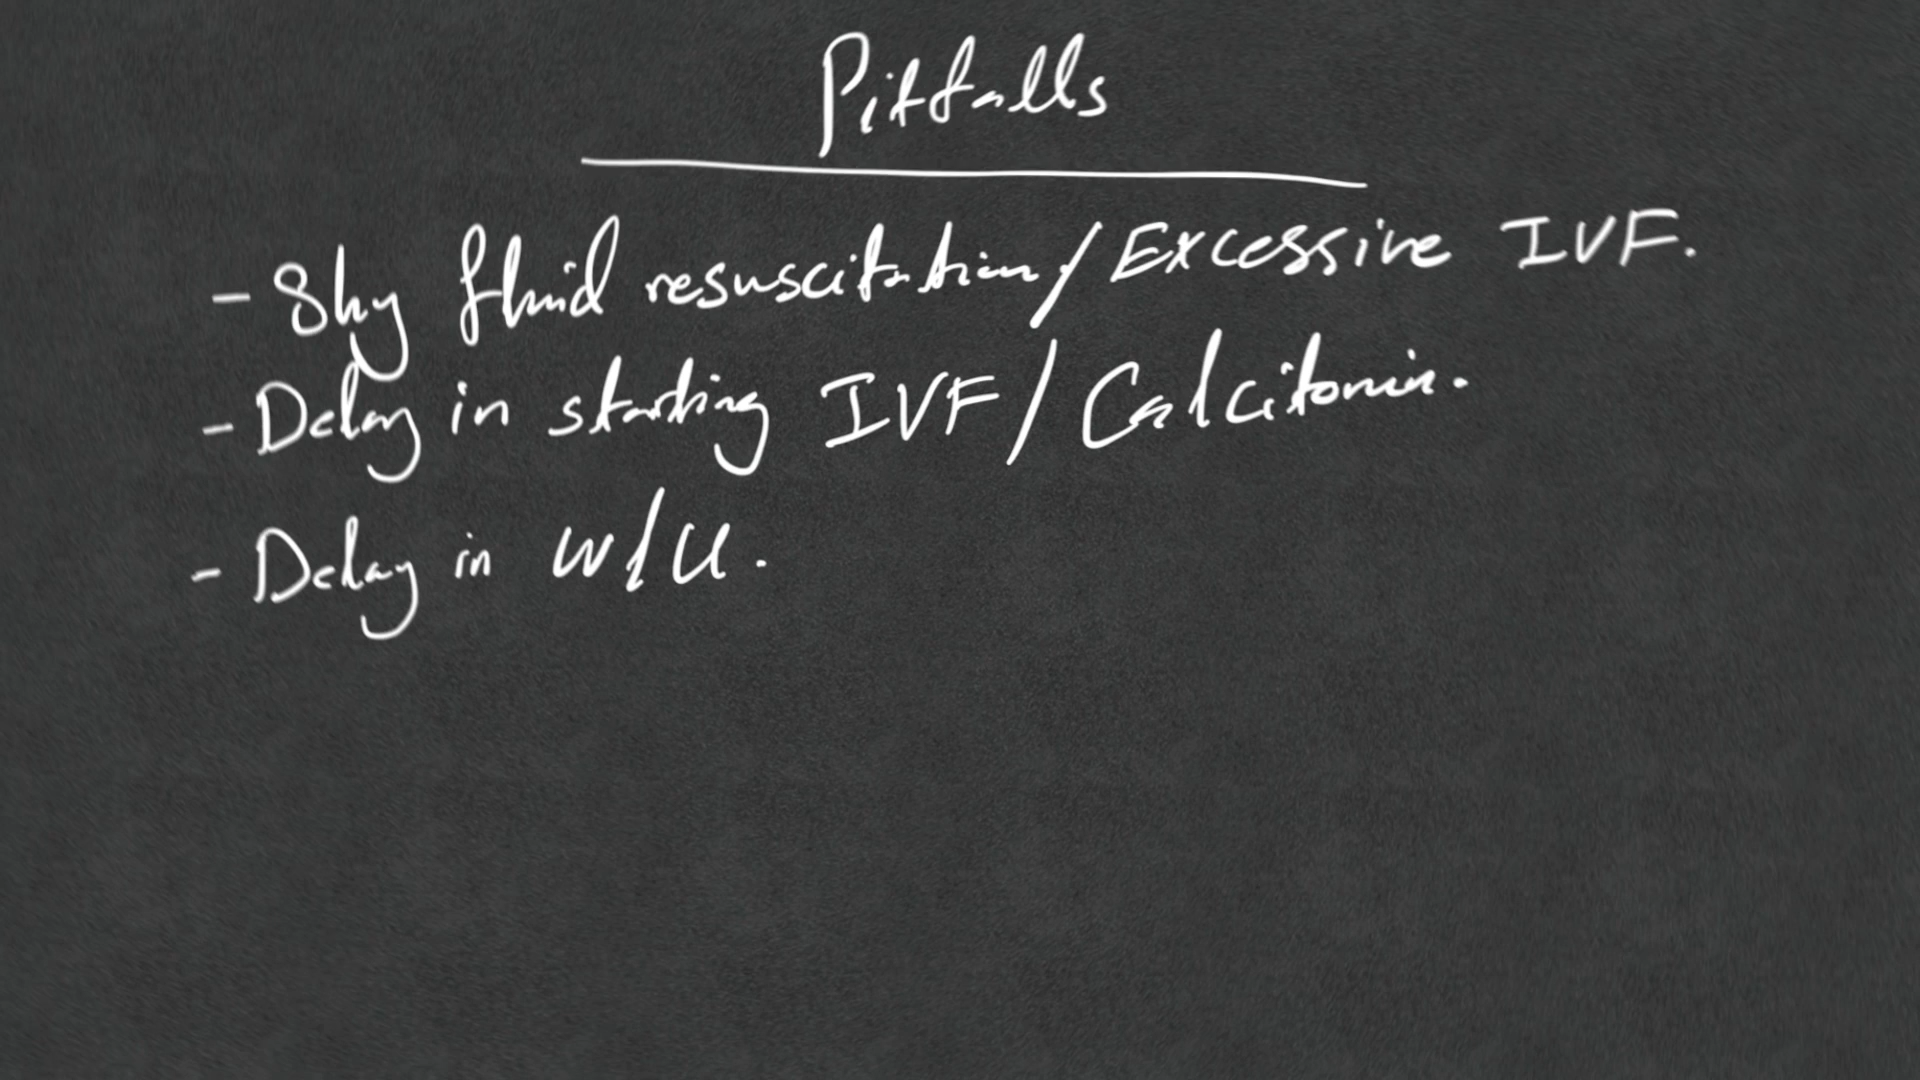 Pitfalls
- Shy fluid resuscitation/Excessive IVF.
- Delay in starting IVF/Calcitonin.
- Delay in W/U.